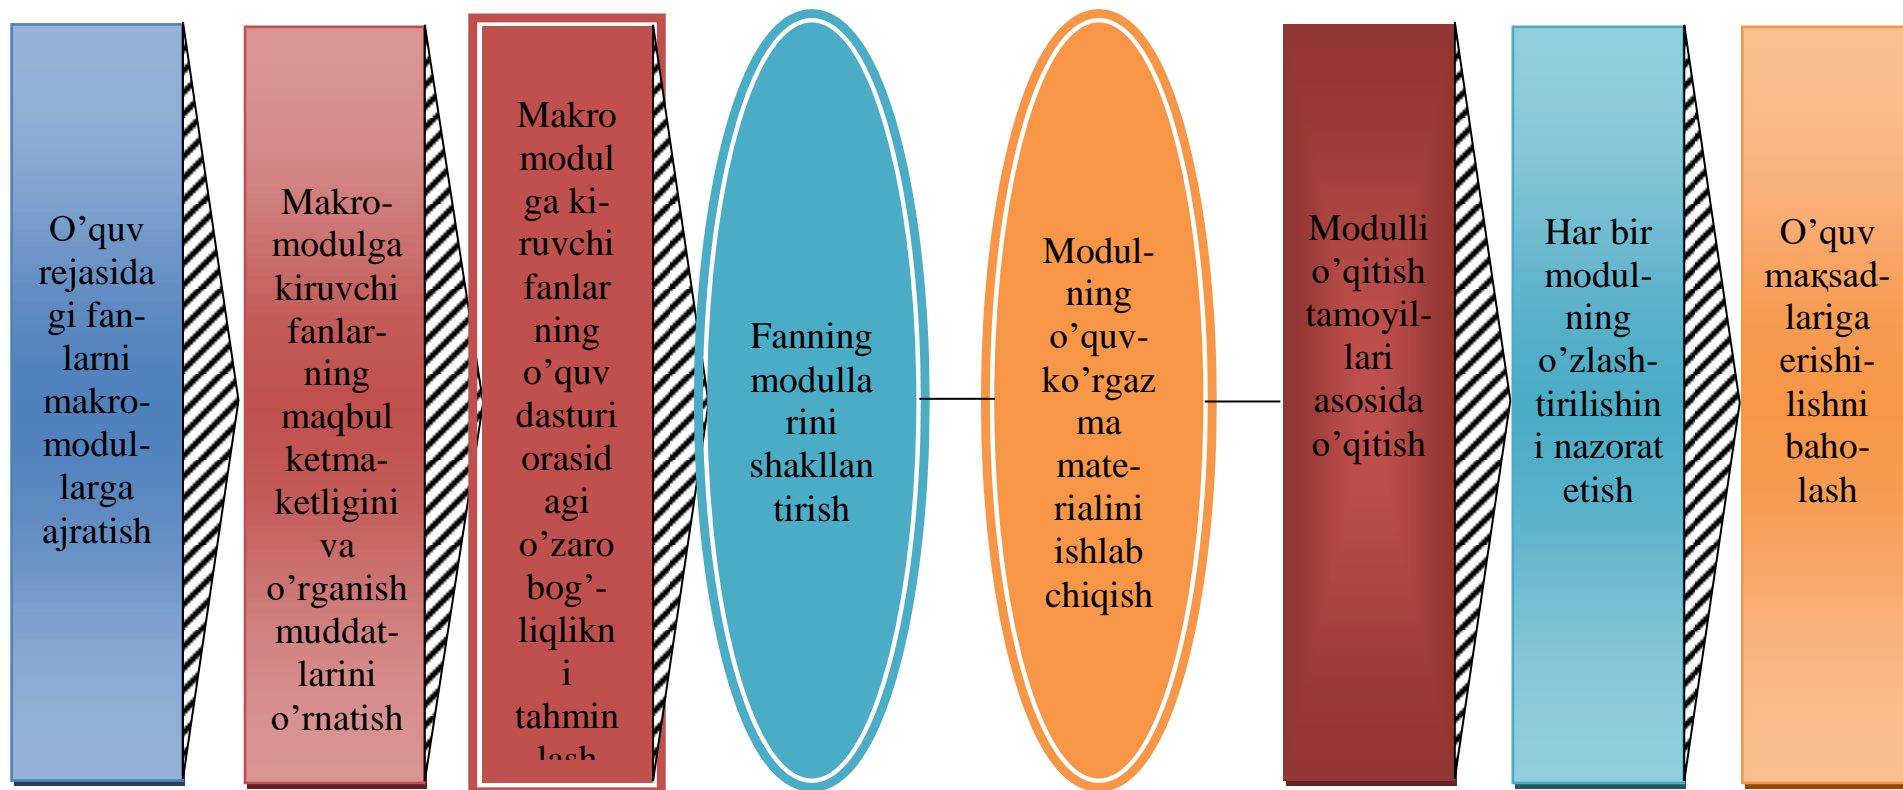 O’quv
rejasida
gi fan-
larni
makro-
modul-
larga
ajratish
Makro-
modulga
kiruvchi
fanlar-
ning
maqbul
ketma-
ketligini
va
o’rganish
muddat-
larini
o’rnatish
Makro
modul
ga ki-
ruvchi
fanlar
ning
o’quv
dasturi
orasid
agi
o’zaro
bog’-
liqlikn
i
tahmin
lash
Fanning
modulla
rini
shakllan
tirish
Modul-
ning
o’quv-
ko’rgaz
ma
mate-
rialini
ishlab
chiqish
Modulli
o’qitish
tamoyil-
lari
asosida
o’qitish
Har bir
modul-
ning
o’zlash-
tirilishin
i nazorat
etish
O’quv
maқsad-
lariga
erishi-
lishni
baho-
lash